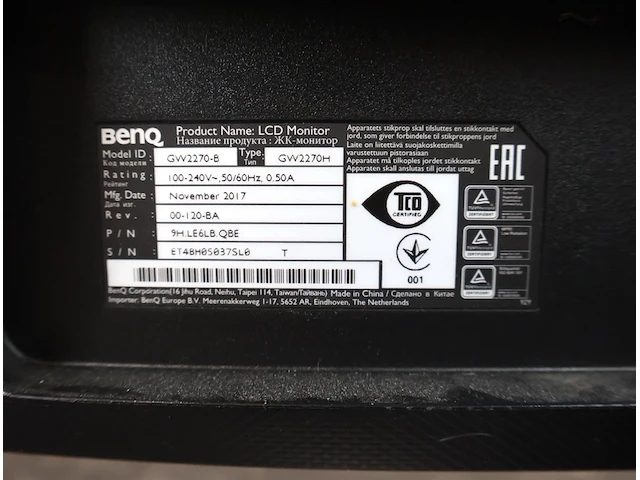 BenQ
Product Name: LCD Monitor
Название продукта : ЖК-монитор
Model ID : GW2270-B Type: GW2270H
Код модели Тип
Rating : 100-240V~,50/60Hz, 0.50A
Рейтинг
Mfg. Date : November 2017
Rev. 00-120-BA
P / N : 9H.LE6LB.QBE
S / N : ET4BH05037SL0 T
BenQ Corporation(16 Jihu Road, Neihu, Taipei 114, Taiwan/Тайвань) Made in China / Сделано в Китае
Importer: BenQ Europe B.V. Meerenakkerweg 1-17, 5652 AR, Eindhoven, The Netherlands
Apparatets stikprop skal tilsluttes en stikkontakt med
jord, som giver forbindelse til stikproppens jord
Laite on liitettävä suojakoskettimilla
varustettuun pistorasiaan
Apparatet må tilkoples jordet stikkontakt
Apparaten skall anslutas till jordat uttag
TCO
CERTIFIED
001
EAC